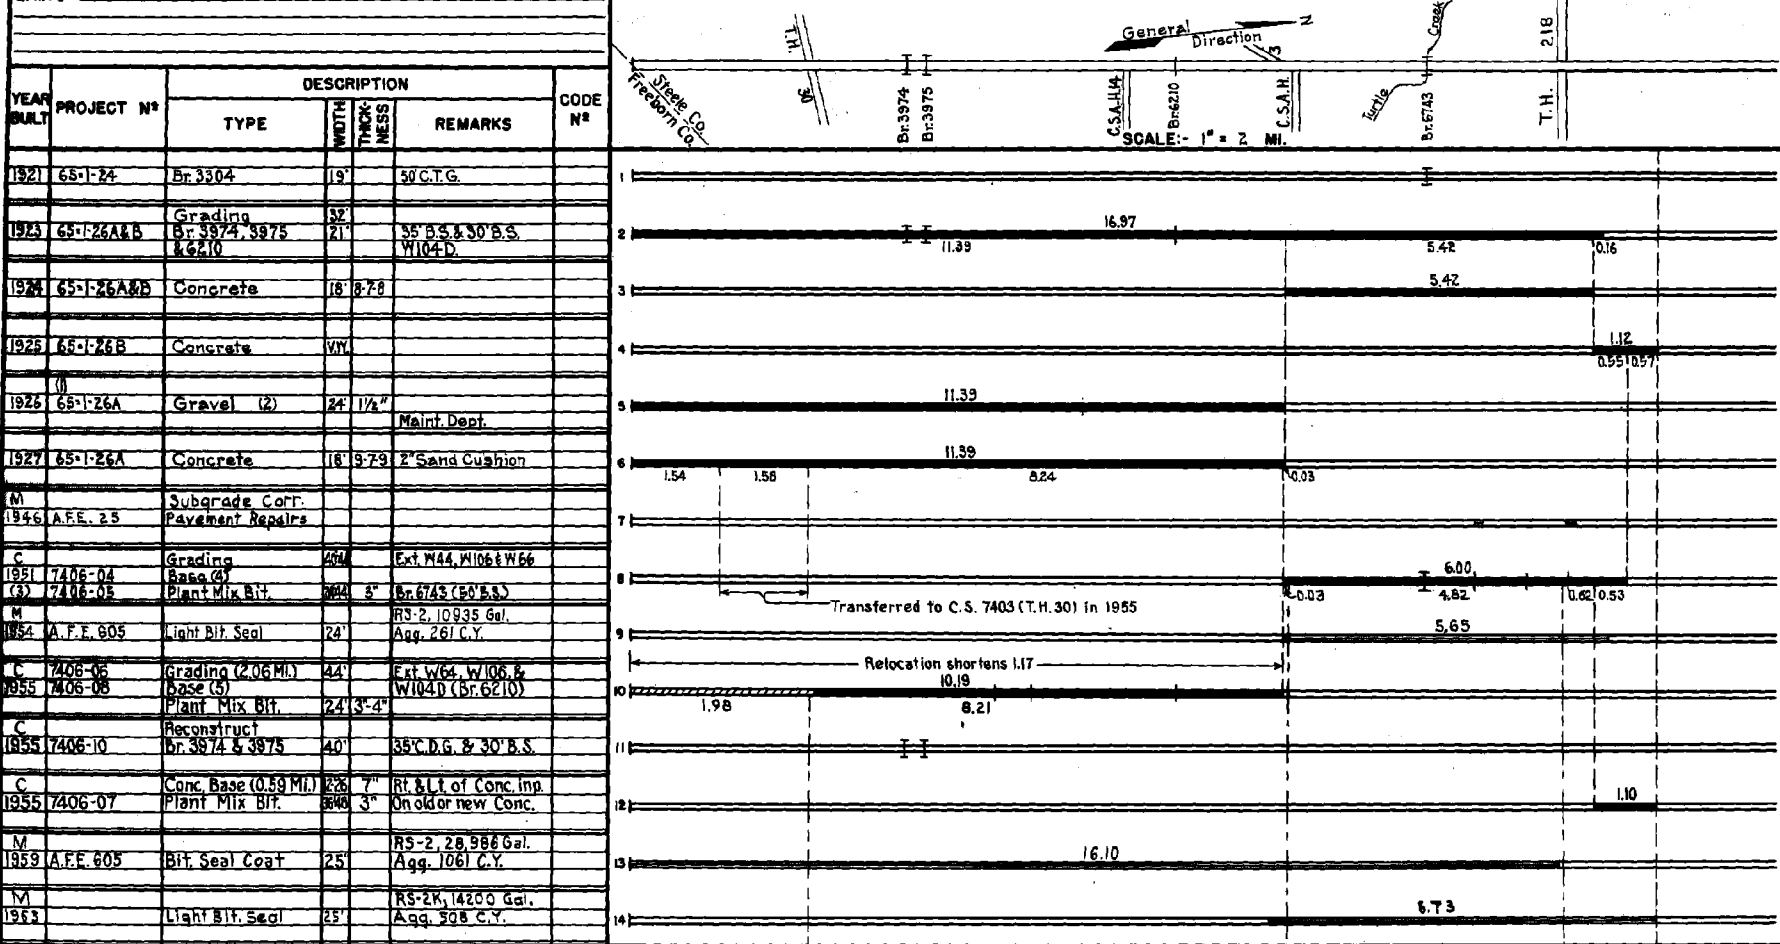 General
Direction
N
T.H.
30
Steele Co.
Freeborn Co.
Br.3974
Br.3975
C.S.A.H.14
Br.6210
C.S.A.H.
3
Turtle
Creek
Br.6743
T.H. 218
SCALE:- 1" = 2 MI.
YEAR BUILT
PROJECT Nº
DESCRIPTION
TYPE
WIDTH
THICK-NESS
REMARKS
CODE Nº
1921 65-1-24 Br. 3304 19' 50' C.T.G.
1
Grading 32'
1923 65-1-26A&B Br. 3974, 3975 21' 35' B.S.& 30' B.S.
& 6210 W104D.
2 16.97
11.39 5.42 0.16
1924 65-1-26A&B Concrete 18' 8-7-8
3 5.42
1925 65-1-26B Concrete
4 1.12
0.55 0.57
(1)
1926 65-1-26A Gravel (2) 24' 1½"
Maint. Dept.
5 11.39
1927 65-1-26A Concrete 18' 9-7-9 2" Sand Cushion
6 11.39
1.54 1.58 8.24 0.03
M Subgrade Corr.
1946 A.F.E. 25 Pavement Repairs
7
C Grading Ext. W44, W106 & W66
1951 7406-04 Base (4)
(3) 7406-05 Plant Mix Bit. 3" Br. 6743 (50' B.S.)
8 6.00
0.03 4.82 0.62 0.53
Transferred to C.S. 7403 (T.H. 30) in 1955
M RS-2, 10935 Gal.
1954 A.F.E. 605 Light Bit. Seal 24' Agg. 261 C.Y.
9 5.65
Relocation shortens 1.17
C 7406-06 Grading (2.06 Mi.) 44' Ext. W64, W106, &
1955 7406-08 Base (5) W104D (Br. 6210)
Plant Mix Bit. 24' 3"-4"
10 10.19
1.98 8.21
C Reconstruct
1955 7406-10 Br. 3974 & 3975 40' 35' C.D.G. & 30' B.S.
11
C Conc. Base (0.59 Mi.) 7" Rt. & Lt. of Conc. inp.
1955 7406-07 Plant Mix Bit. 3" On old or new Conc.
12 1.10
M RS-2, 28,986 Gal.
1959 A.F.E. 605 Bit. Seal Coat 25' Agg. 1061 C.Y.
13 16.10
M RS-2K, 14200 Gal.
1963 Light Bit. Seal 25' Agg. 508 C.Y.
14 6.73